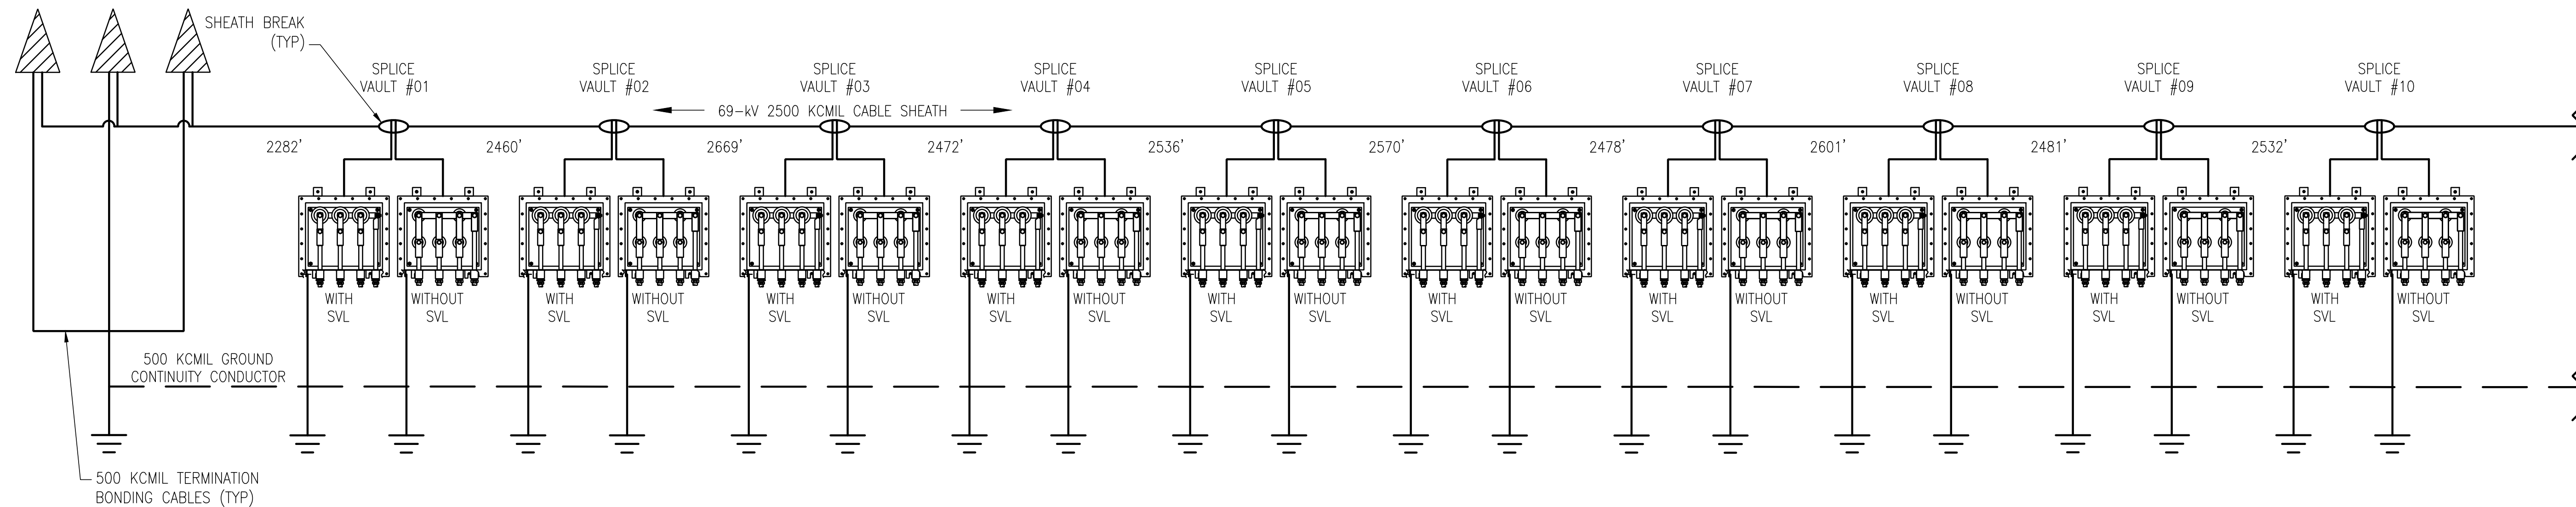 SHEATH BREAK
(TYP)
SPLICE
VAULT #01
SPLICE
VAULT #02
SPLICE
VAULT #03
SPLICE
VAULT #04
SPLICE
VAULT #05
SPLICE
VAULT #06
SPLICE
VAULT #07
SPLICE
VAULT #08
SPLICE
VAULT #09
SPLICE
VAULT #10
69-kV 2500 KCMIL CABLE SHEATH
2282'
2460'
2669'
2472'
2536'
2570'
2478'
2601'
2481'
2532'
WITH
SVL
WITHOUT
SVL
WITH
SVL
WITHOUT
SVL
WITH
SVL
WITHOUT
SVL
WITH
SVL
WITHOUT
SVL
WITH
SVL
WITHOUT
SVL
WITH
SVL
WITHOUT
SVL
WITH
SVL
WITHOUT
SVL
WITH
SVL
WITHOUT
SVL
WITH
SVL
WITHOUT
SVL
WITH
SVL
WITHOUT
SVL
500 KCMIL GROUND
CONTINUITY CONDUCTOR
500 KCMIL TERMINATION
BONDING CABLES (TYP)